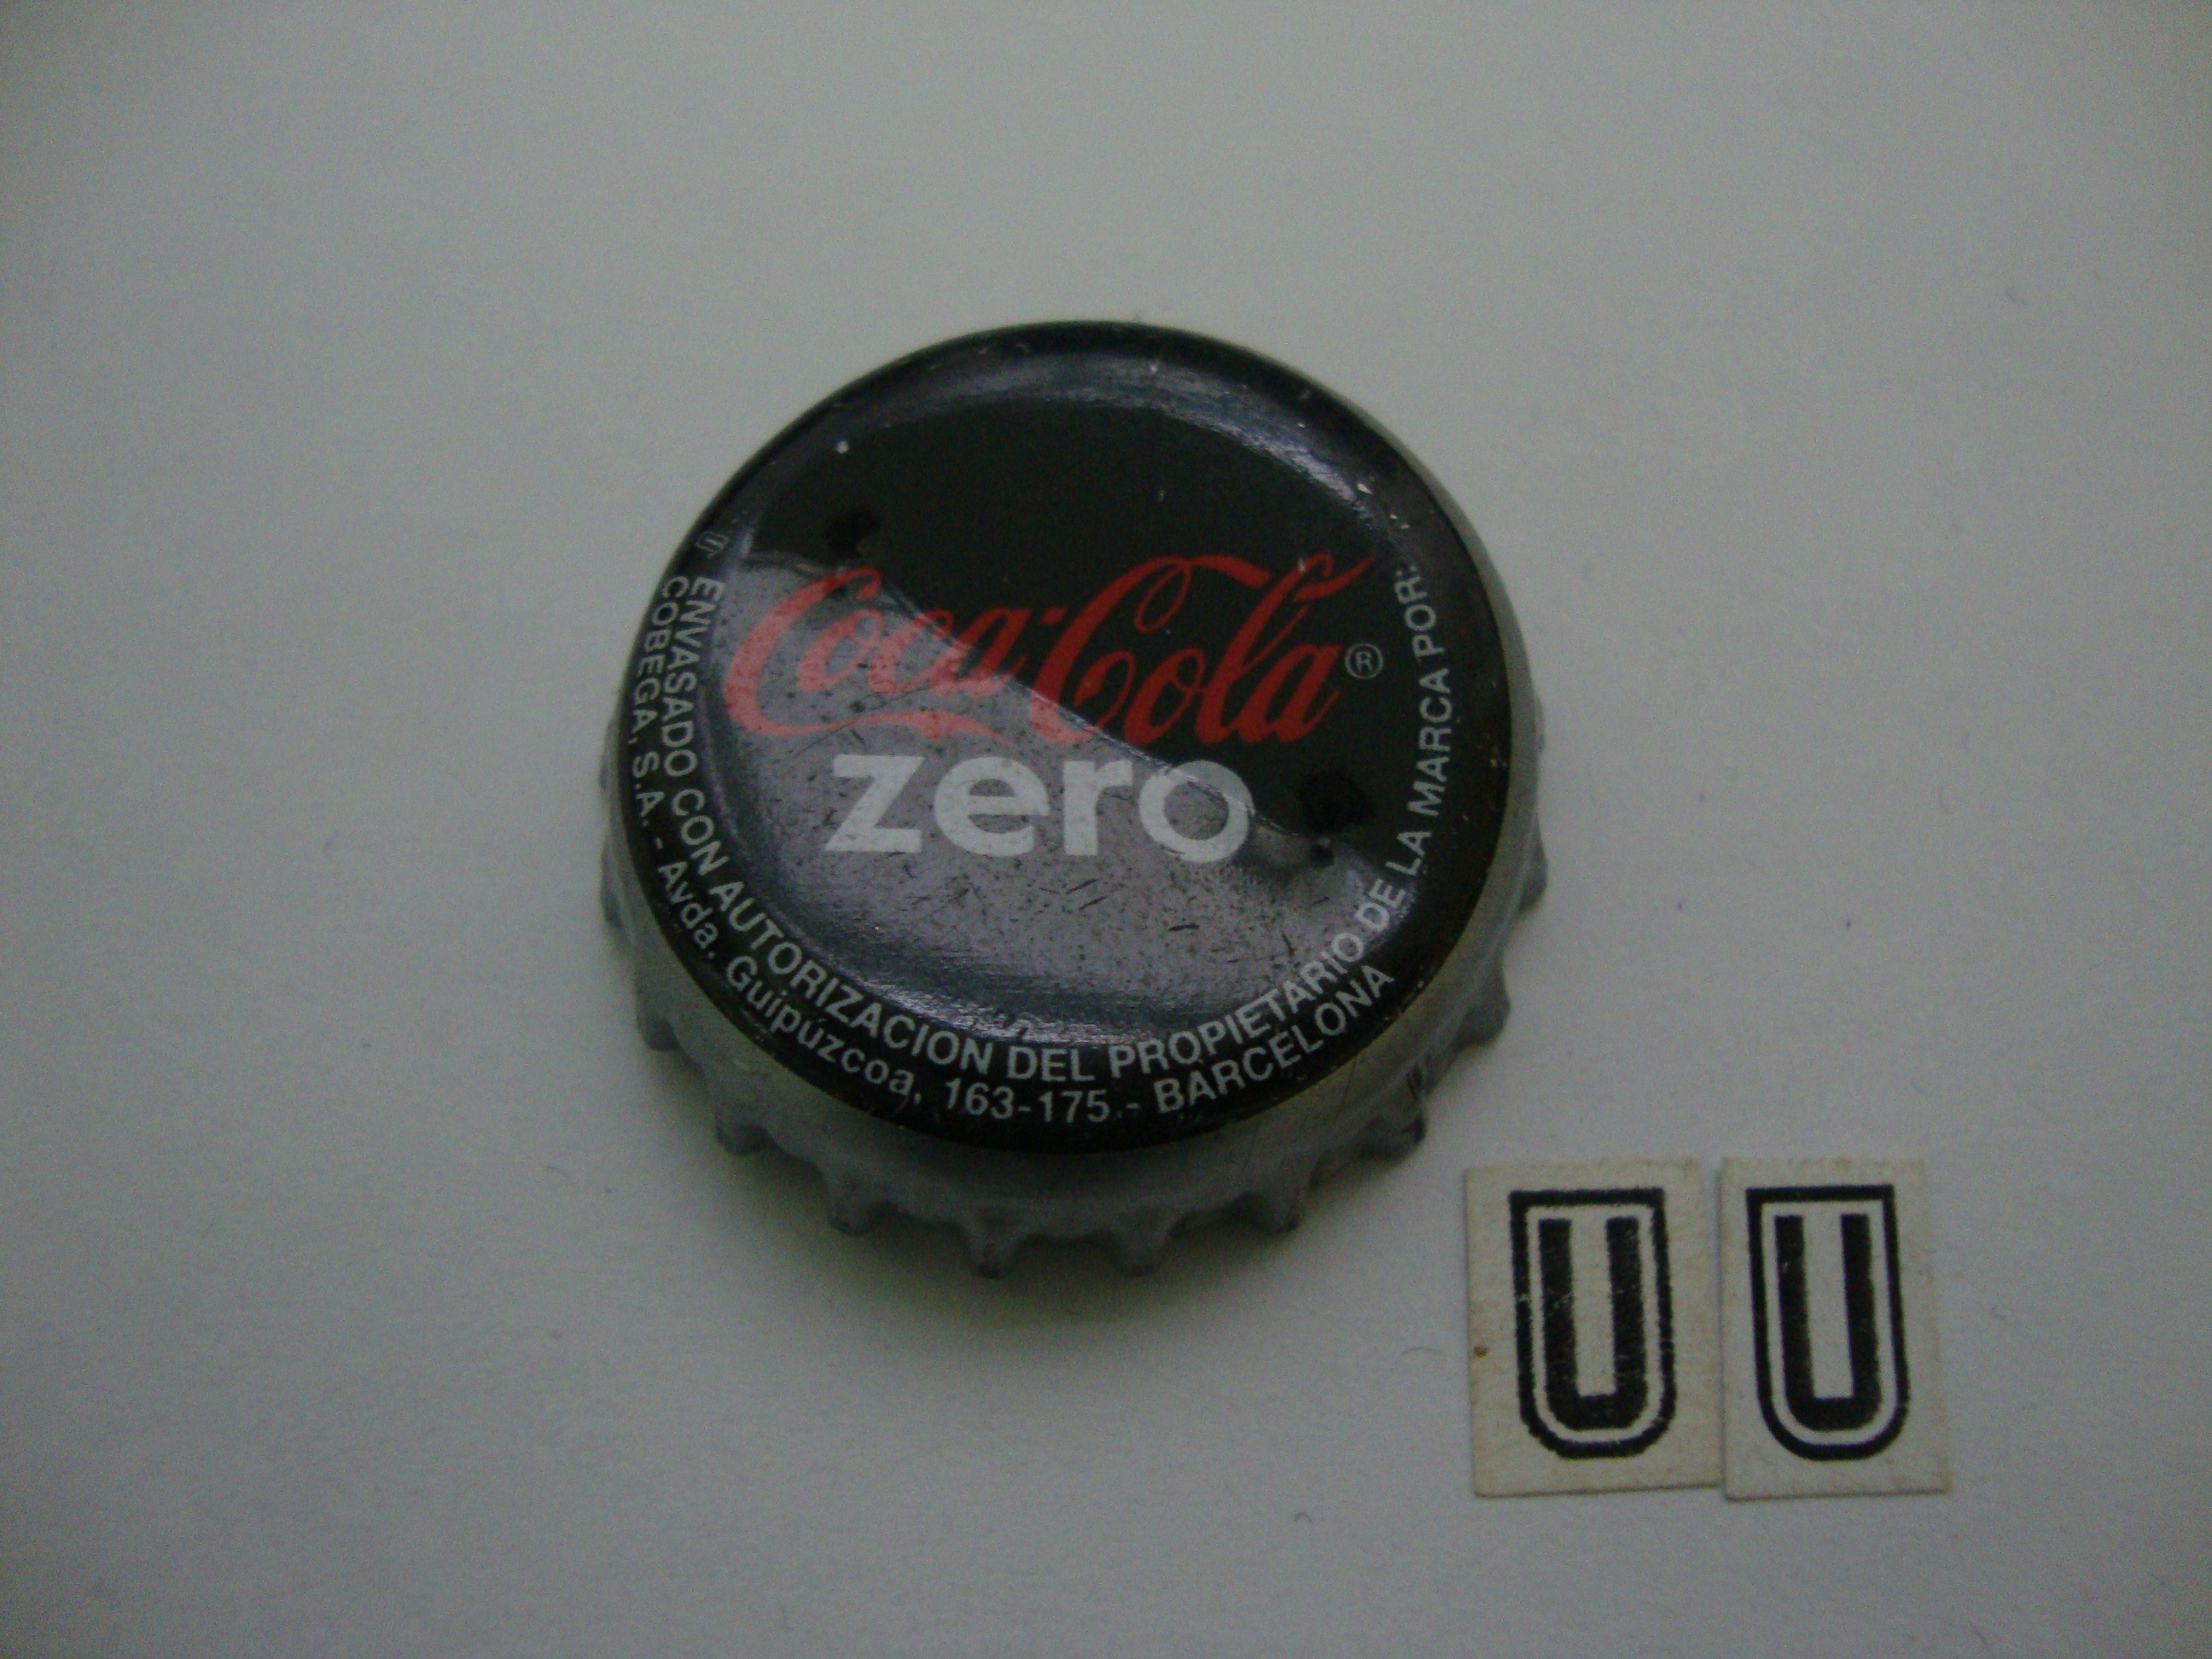 Coca-Cola®
zero
ENVASADO CON AUTORIZACION DEL PROPIETARIO DE LA MARCA POR:
COBEGA, S.A. - Avda. Guipúzcoa, 163-175.- BARCELONA
U U